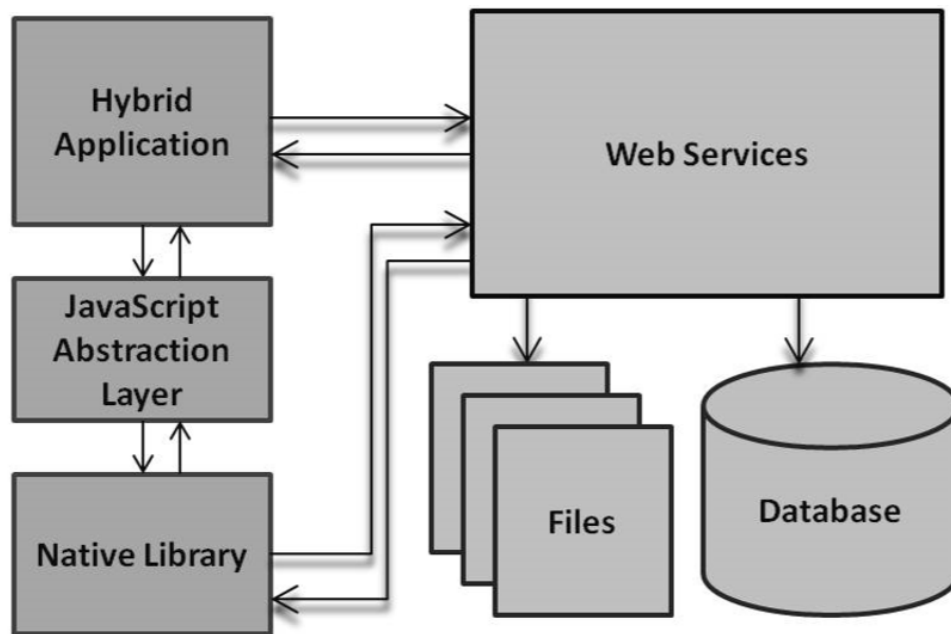 Hybrid
Application
Web Services
JavaScript
Abstraction
Layer
Native Library
Files
Database